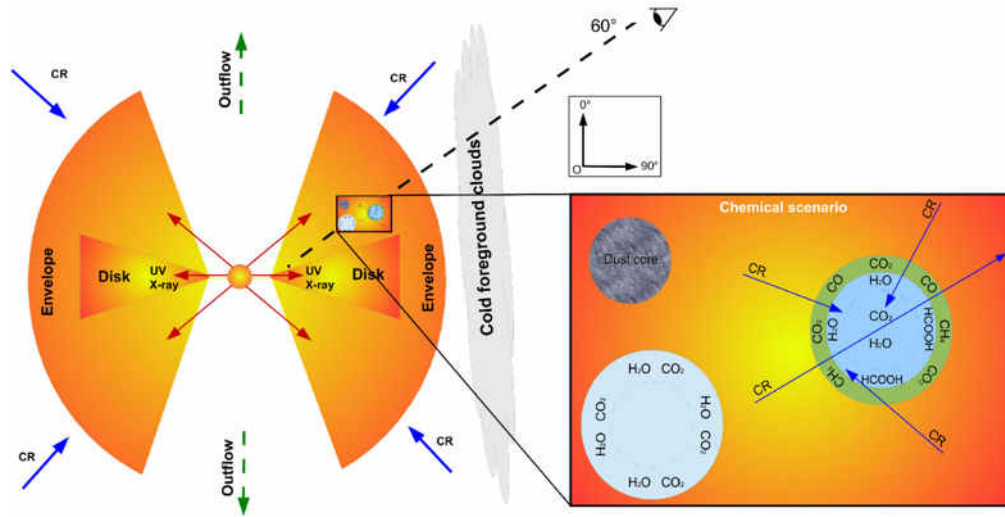 60°
Outflow
CR
CR
0°
O
90°
Cold foreground clouds
Envelope
Disk
UV
X-ray
UV
X-ray
Disk
Envelope
CR
CR
Outflow
Chemical scenario
Dust core
CR
CR
CO₂
CO
H₂O
CO
CO₂
CO₂
H₂O
HCOOH
CH₄
H₂O
CH₃
HCOOH
CO₂
CR
CR
H₂O CO₂
CO₂
H₂O
H₂O
CO₂
H₂O CO₂